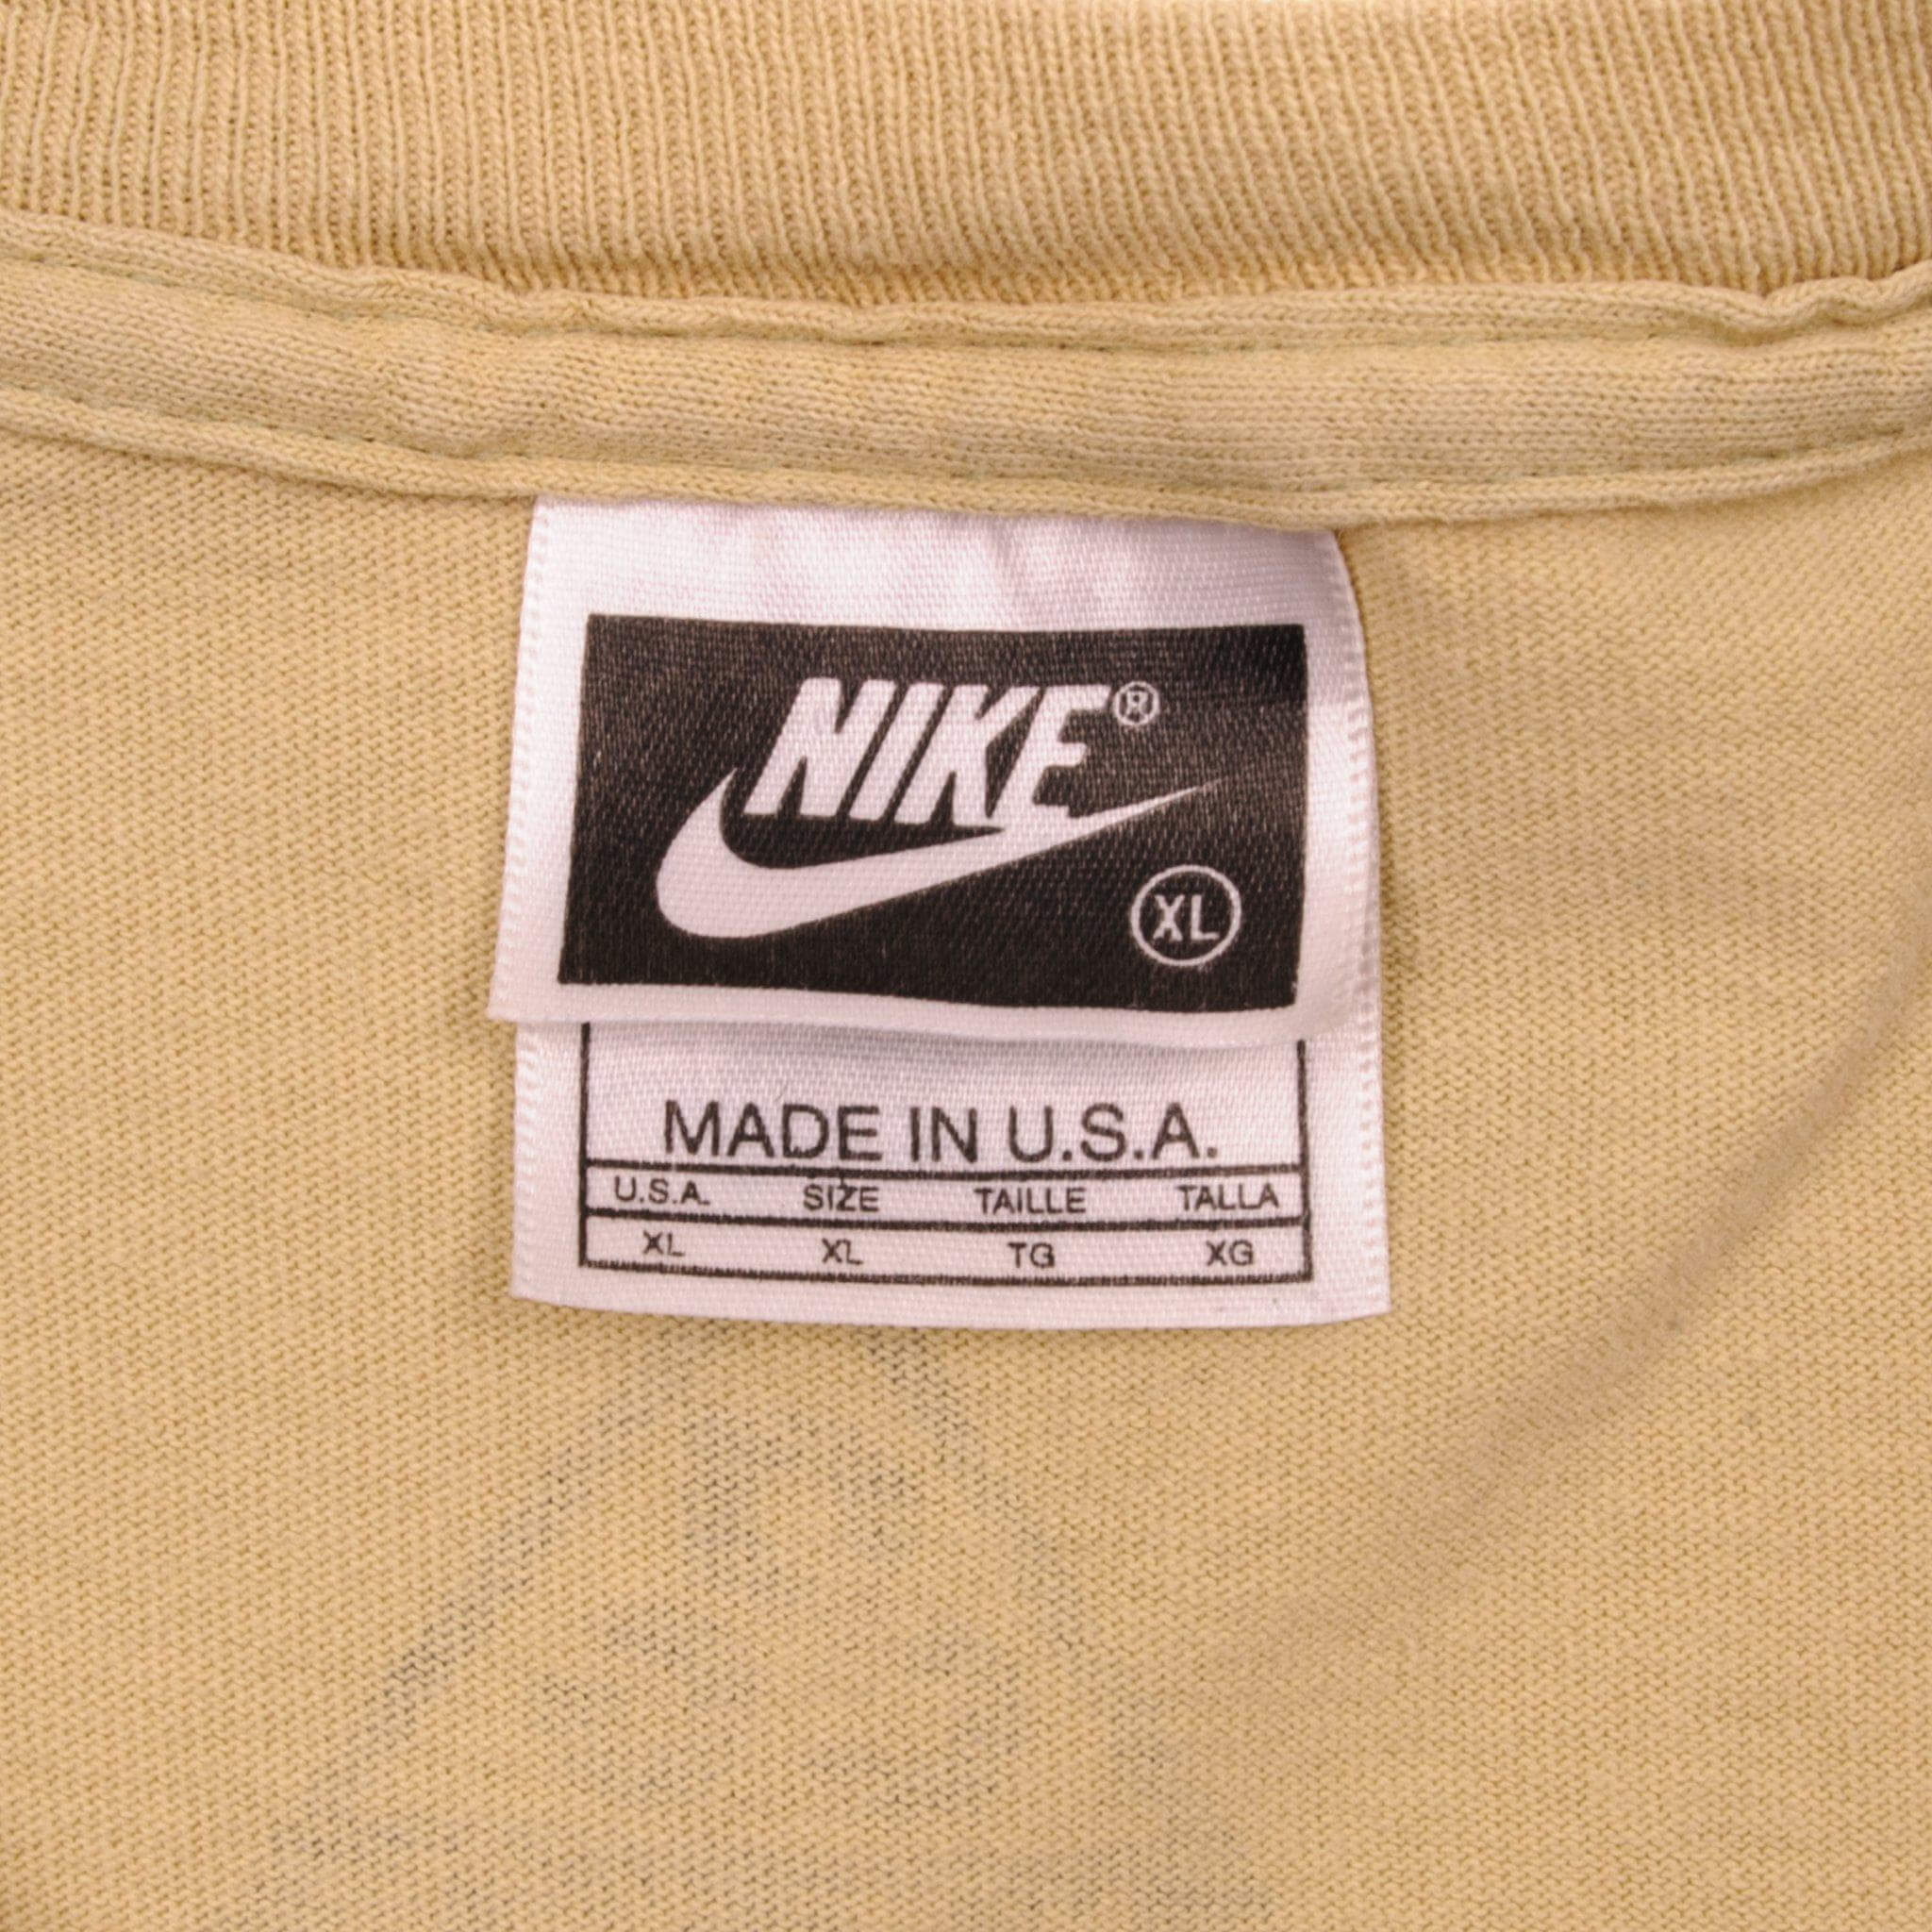 NIKE®
XL
MADE IN U.S.A.
U.S.A. SIZE TAILLE TALLA
XL XL TG XG